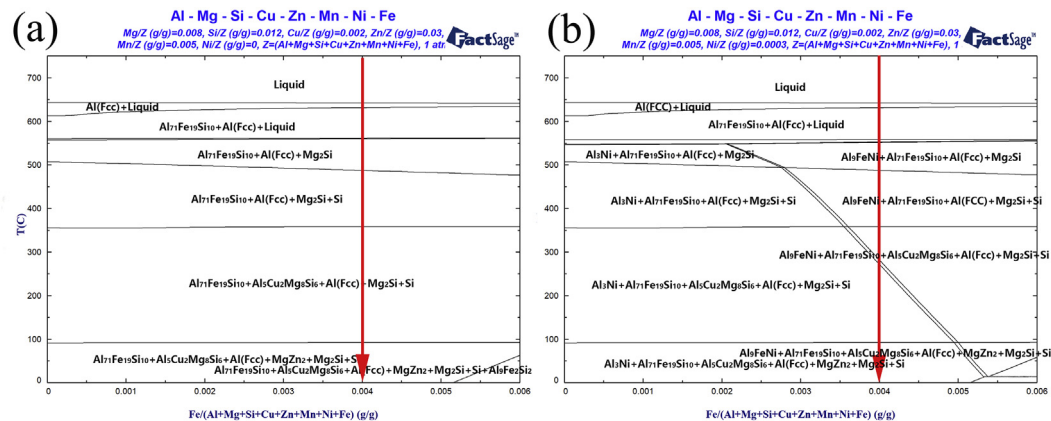 (a)
Al - Mg - Si - Cu - Zn - Mn - Ni - Fe
Mg/Z (g/g)=0.008, Si/Z (g/g)=0.012, Cu/Z (g/g)=0.002, Zn/Z (g/g)=0.03,
Mn/Z (g/g)=0.005, Ni/Z (g/g)=0, Z=(Al+Mg+Si+Cu+Zn+Mn+Ni+Fe), 1 atm
FactSage™
700
600
500
400
300
200
100
0
T(C)
Liquid
Al(Fcc)+Liquid
Al71Fe19Si10+Al(Fcc)+Liquid
Al71Fe19Si10+Al(Fcc)+Mg2Si
Al71Fe19Si10+Al(Fcc)+Mg2Si+Si
Al71Fe19Si10+Al5Cu2Mg8Si6+Al(Fcc)+Mg2Si+Si
Al71Fe19Si10+Al5Cu2Mg8Si6+Al(Fcc)+MgZn2+Mg2Si+Si
Al71Fe19Si10+Al5Cu2Mg8Si6+Al(Fcc)+MgZn2+Mg2Si+Si+Al9Fe2Si2
0 0.001 0.002 0.003 0.004 0.005 0.006
Fe/(Al+Mg+Si+Cu+Zn+Mn+Ni+Fe) (g/g)
(b)
Al - Mg - Si - Cu - Zn - Mn - Ni - Fe
Mg/Z (g/g)=0.008, Si/Z (g/g)=0.012, Cu/Z (g/g)=0.002, Zn/Z (g/g)=0.03,
Mn/Z (g/g)=0.005, Ni/Z (g/g)=0.0003, Z=(Al+Mg+Si+Cu+Zn+Mn+Ni+Fe), 1
FactSage™
700
600
500
400
300
200
100
0
Liquid
Al(FCC)+Liquid
Al71Fe19Si10+Al(Fcc)+Liquid
Al3Ni+Al71Fe19Si10+Al(Fcc)+Mg2Si
Al9FeNi+Al71Fe19Si10+Al(Fcc)+Mg2Si
Al3Ni+Al71Fe19Si10+Al(Fcc)+Mg2Si+Si
Al9FeNi+Al71Fe19Si10+Al(FCC)+Mg2Si+Si
Al9FeNi+Al71Fe19Si10+Al5Cu2Mg8Si6+Al(Fcc)+Mg2Si+Si
Al3Ni+Al71Fe19Si10+Al5Cu2Mg8Si6+Al(Fcc)+Mg2Si+Si
Al9FeNi+Al71Fe19Si10+Al5Cu2Mg8Si6+Al(Fcc)+MgZn2+Mg2Si+Si
Al3Ni+Al71Fe19Si10+Al5Cu2Mg8Si6+Al(Fcc)+MgZn2+Mg2Si+Si
0 0.001 0.002 0.003 0.004 0.005 0.006
Fe/(Al+Mg+Si+Cu+Zn+Mn+Ni+Fe) (g/g)